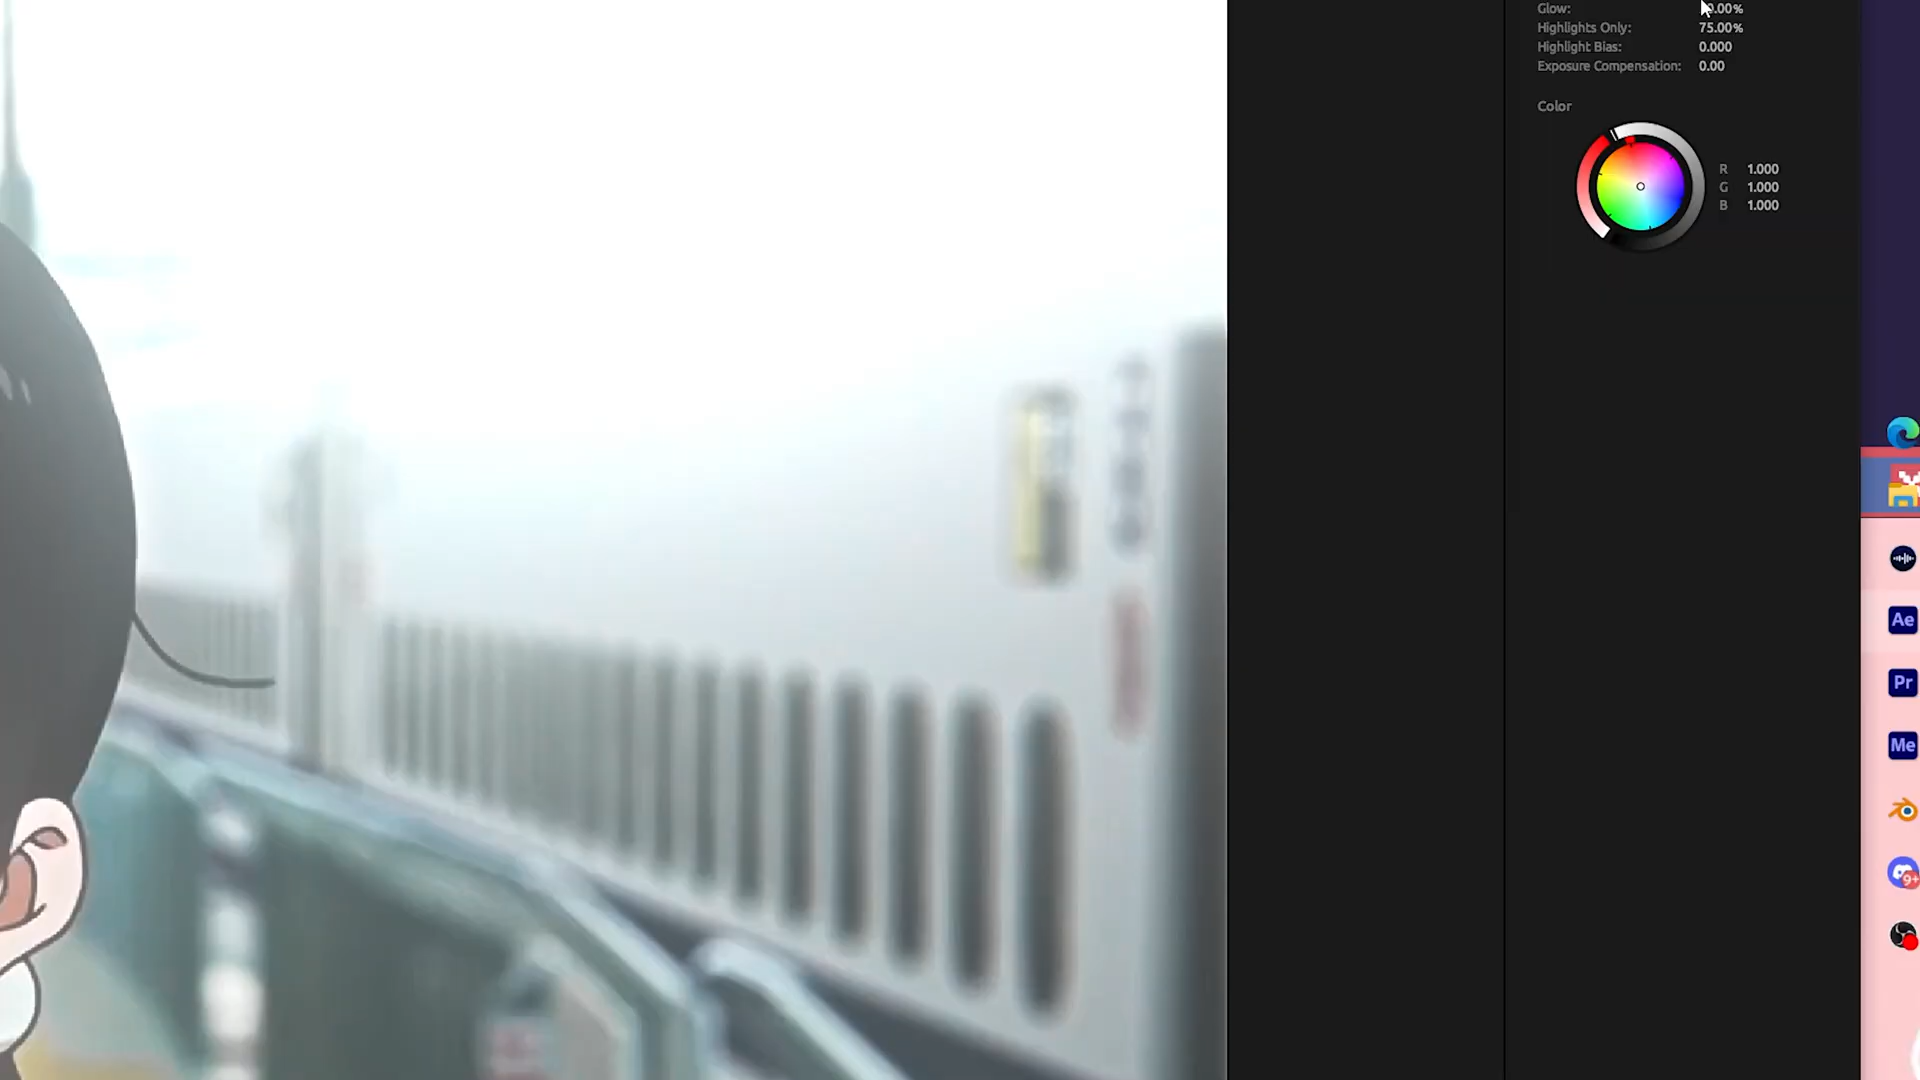 Glow:
Highlights Only: 75.00%
Highlight Bias: 0.000
Exposure Compensation: 0.00
Color
R 1.000
G 1.000
B 1.000
Ae
Pr
Me
9+